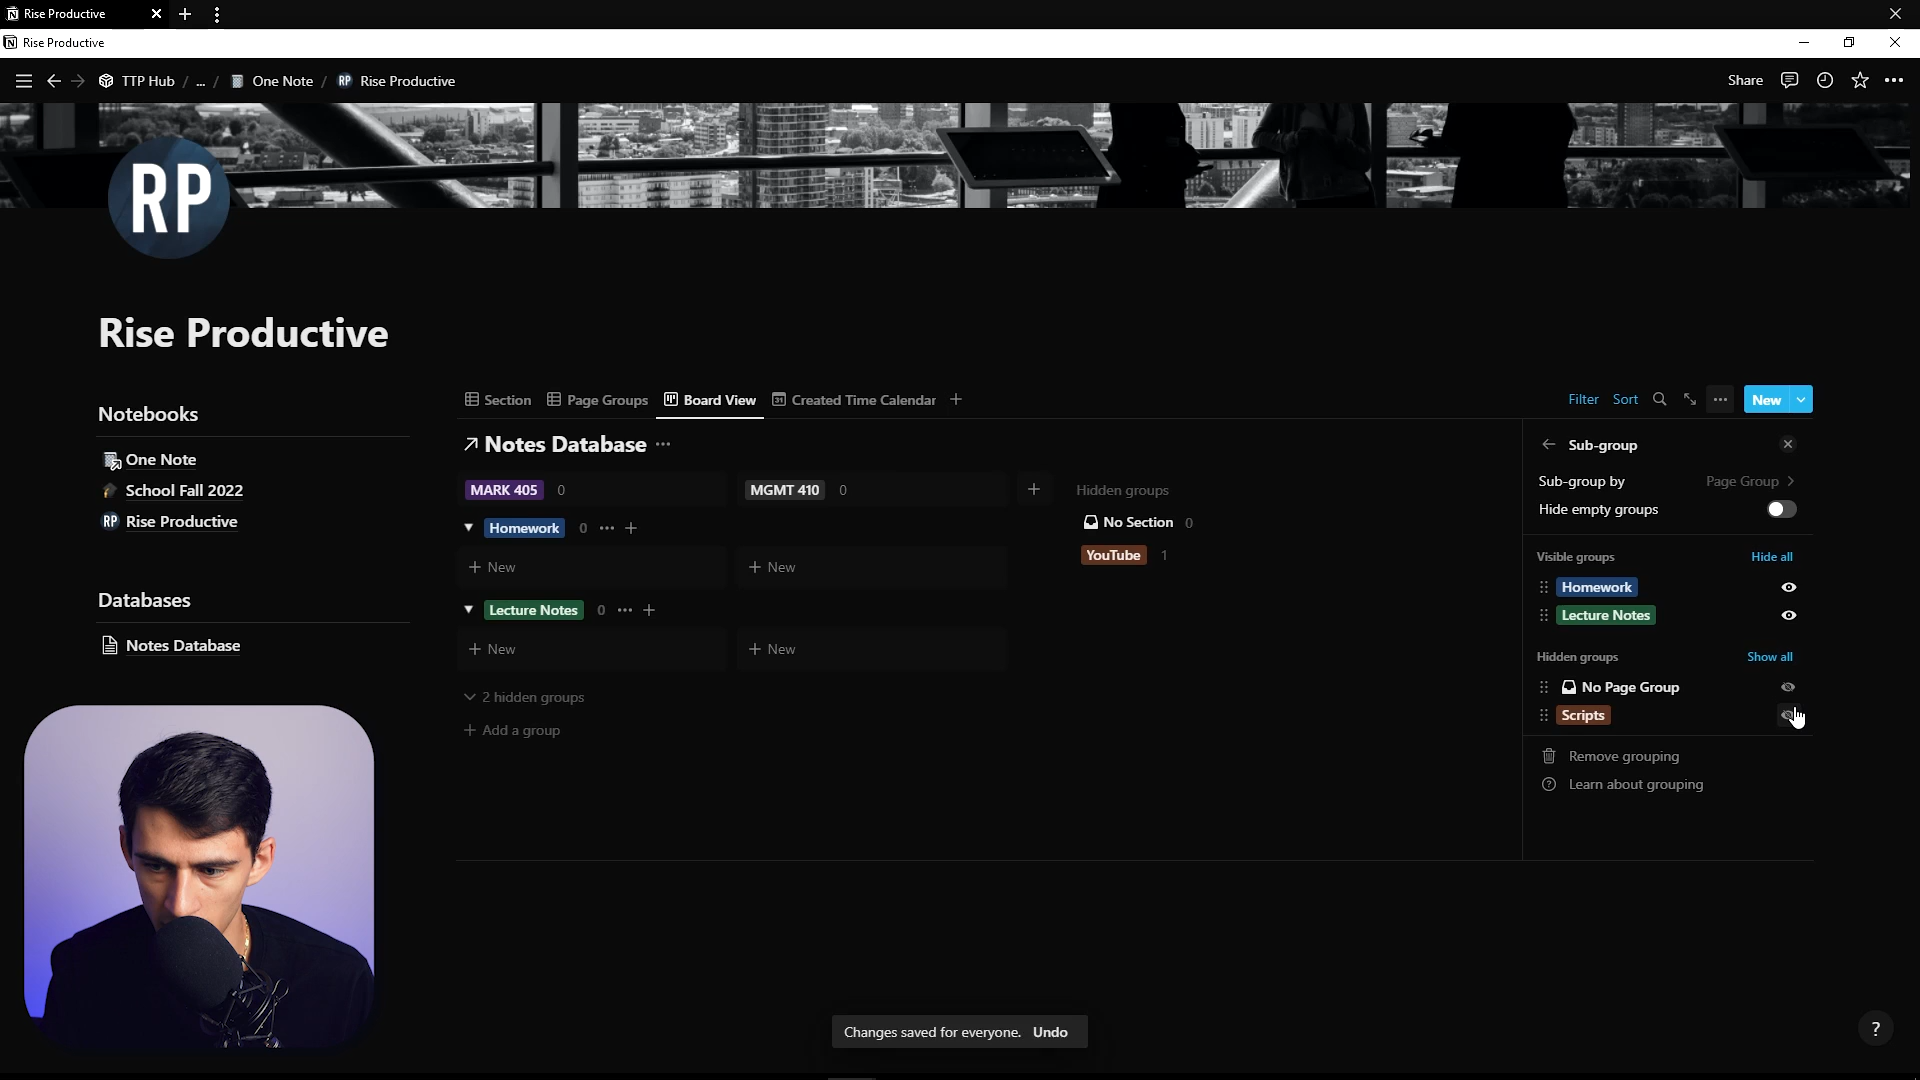 Rise Productive
Rise Productive
TTP Hub / ... / One Note / RP Rise Productive
Share
RP
Rise Productive
Notebooks
One Note
School Fall 2022
RP Rise Productive
Databases
Notes Database
Section Page Groups Board View Created Time Calendar
Filter Sort New
Notes Database
MARK 405 0 MGMT 410 0 Hidden groups
Homework 0
No Section 0
YouTube 1
New New
Lecture Notes 0
New New
2 hidden groups
Add a group
Sub-group
Sub-group by Page Group
Hide empty groups
Visible groups Hide all
Homework
Lecture Notes
Hidden groups Show all
No Page Group
Scripts
Remove grouping
Learn about grouping
Changes saved for everyone. Undo
?